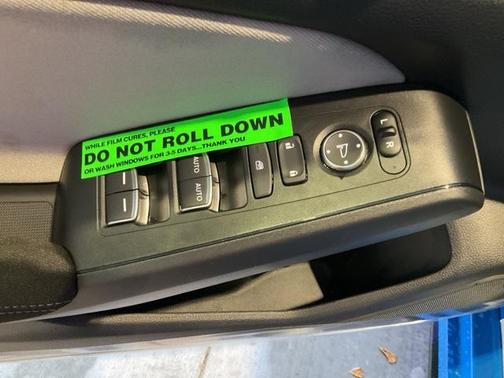 WHILE FILM CURES, PLEASE
DO NOT ROLL DOWN
OR WASH WINDOWS FOR 3-5 DAYS...THANK YOU
AUTO
AUTO
L
R